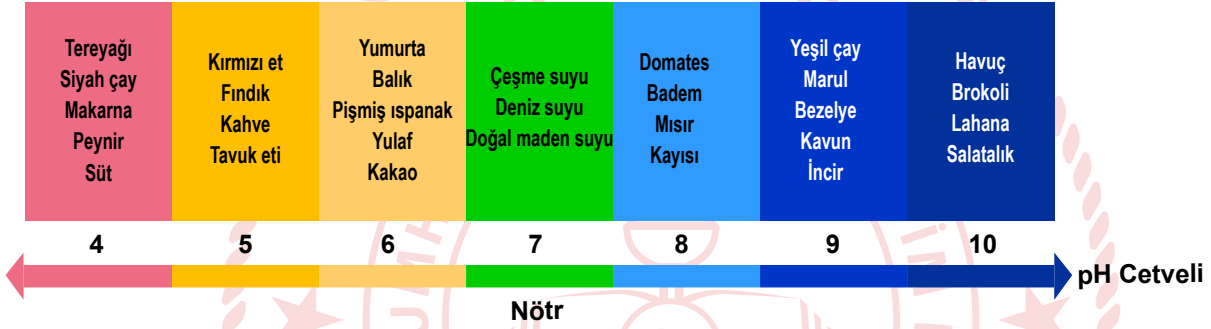 Tereyağı
Siyah çay
Makarna
Peynir
Süt
Kırmızı et
Fındık
Kahve
Tavuk eti
Yumurta
Balık
Pişmiş ıspanak
Yulaf
Kakao
Çeşme suyu
Deniz suyu
Doğal maden suyu
Domates
Badem
Mısır
Kayısı
Yeşil çay
Marul
Bezelye
Kavun
İncir
Havuç
Brokoli
Lahana
Salatalık
4 5 6 7 8 9 10
pH Cetveli
Nötr